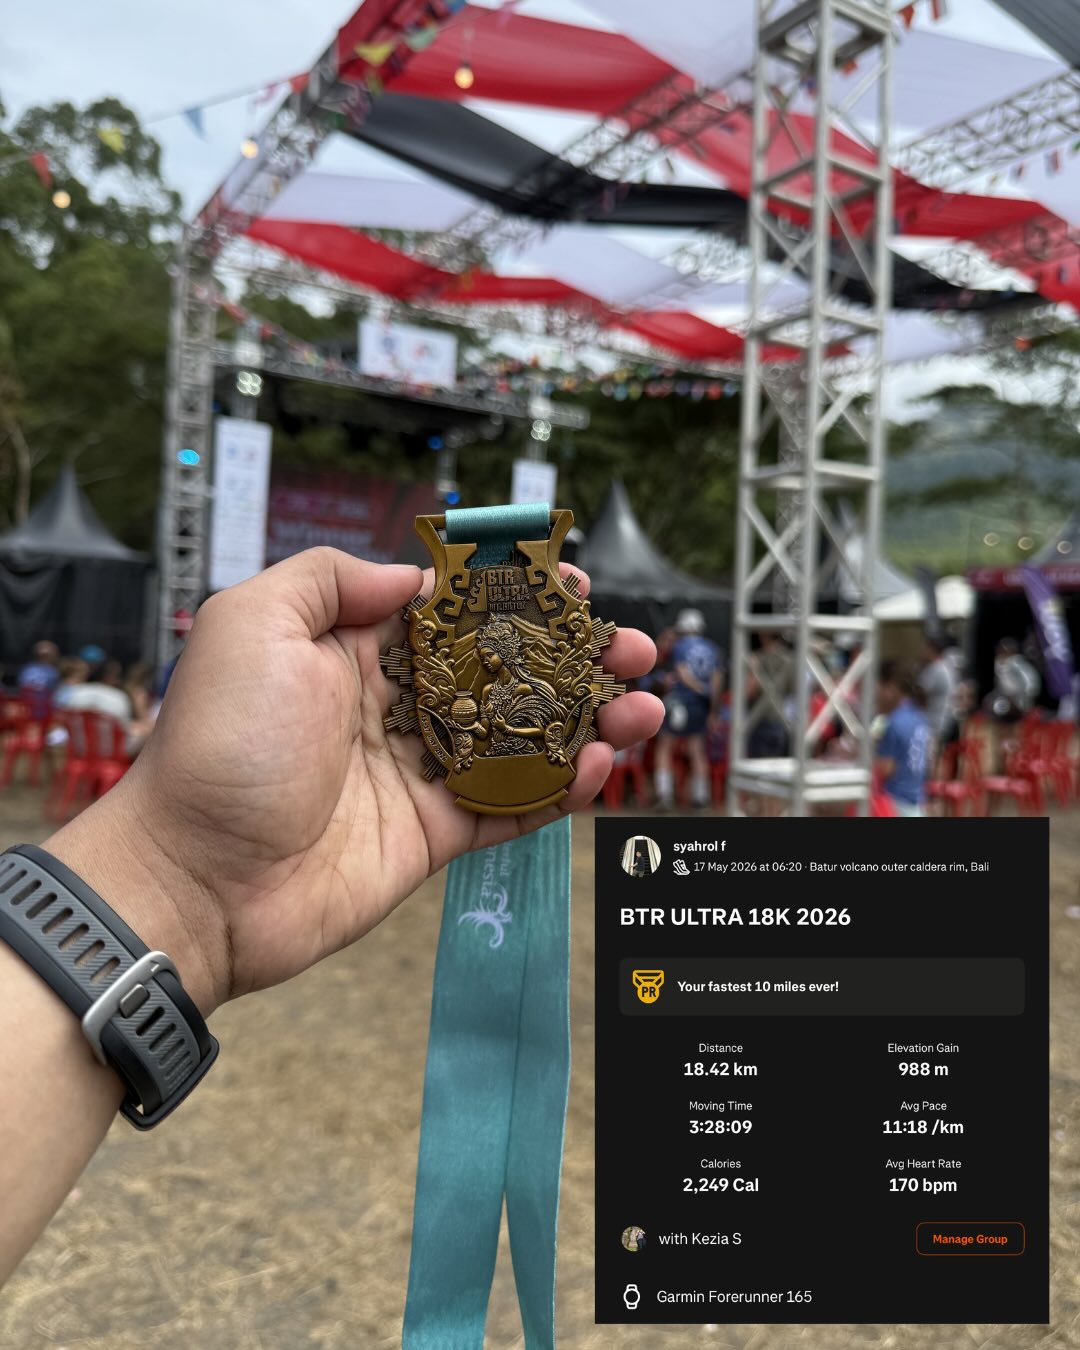 BTR
ULTRA
syahrol f
17 May 2026 at 06:20 · Batur volcano outer caldera rim, Bali
BTR ULTRA 18K 2026
PR
Your fastest 10 miles ever!
Distance
Elevation Gain
18.42 km
988 m
Moving Time
Avg Pace
3:28:09
11:18 /km
Calories
Avg Heart Rate
2,249 Cal
170 bpm
with Kezia S
Manage Group
Garmin Forerunner 165